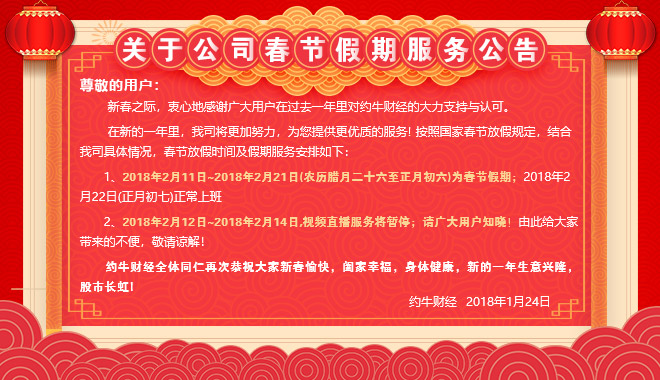 关于公司春节假期服务公告
尊敬的用户：
新春之际，衷心地感谢广大用户在过去一年里对约牛财经的大力支持与认可。
在新的一年里，我司将更加努力，为您提供更优质的服务! 按照国家春节放假规定，结合
我司具体情况，春节放假时间及假期服务安排如下：
1、2018年2月11日~2018年2月21日(农历腊月二十六至正月初六)为春节假期；2018年2
月22日(正月初七)正常上班
2、2018年2月12日~2018年2月14日,视频直播服务将暂停；请广大用户知晓！由此给大家
带来的不便，敬请谅解！
约牛财经全体同仁再次恭祝大家新春愉快，阖家幸福，身体健康，新的一年生意兴隆，
股市长虹!
约牛财经 2018年1月24日